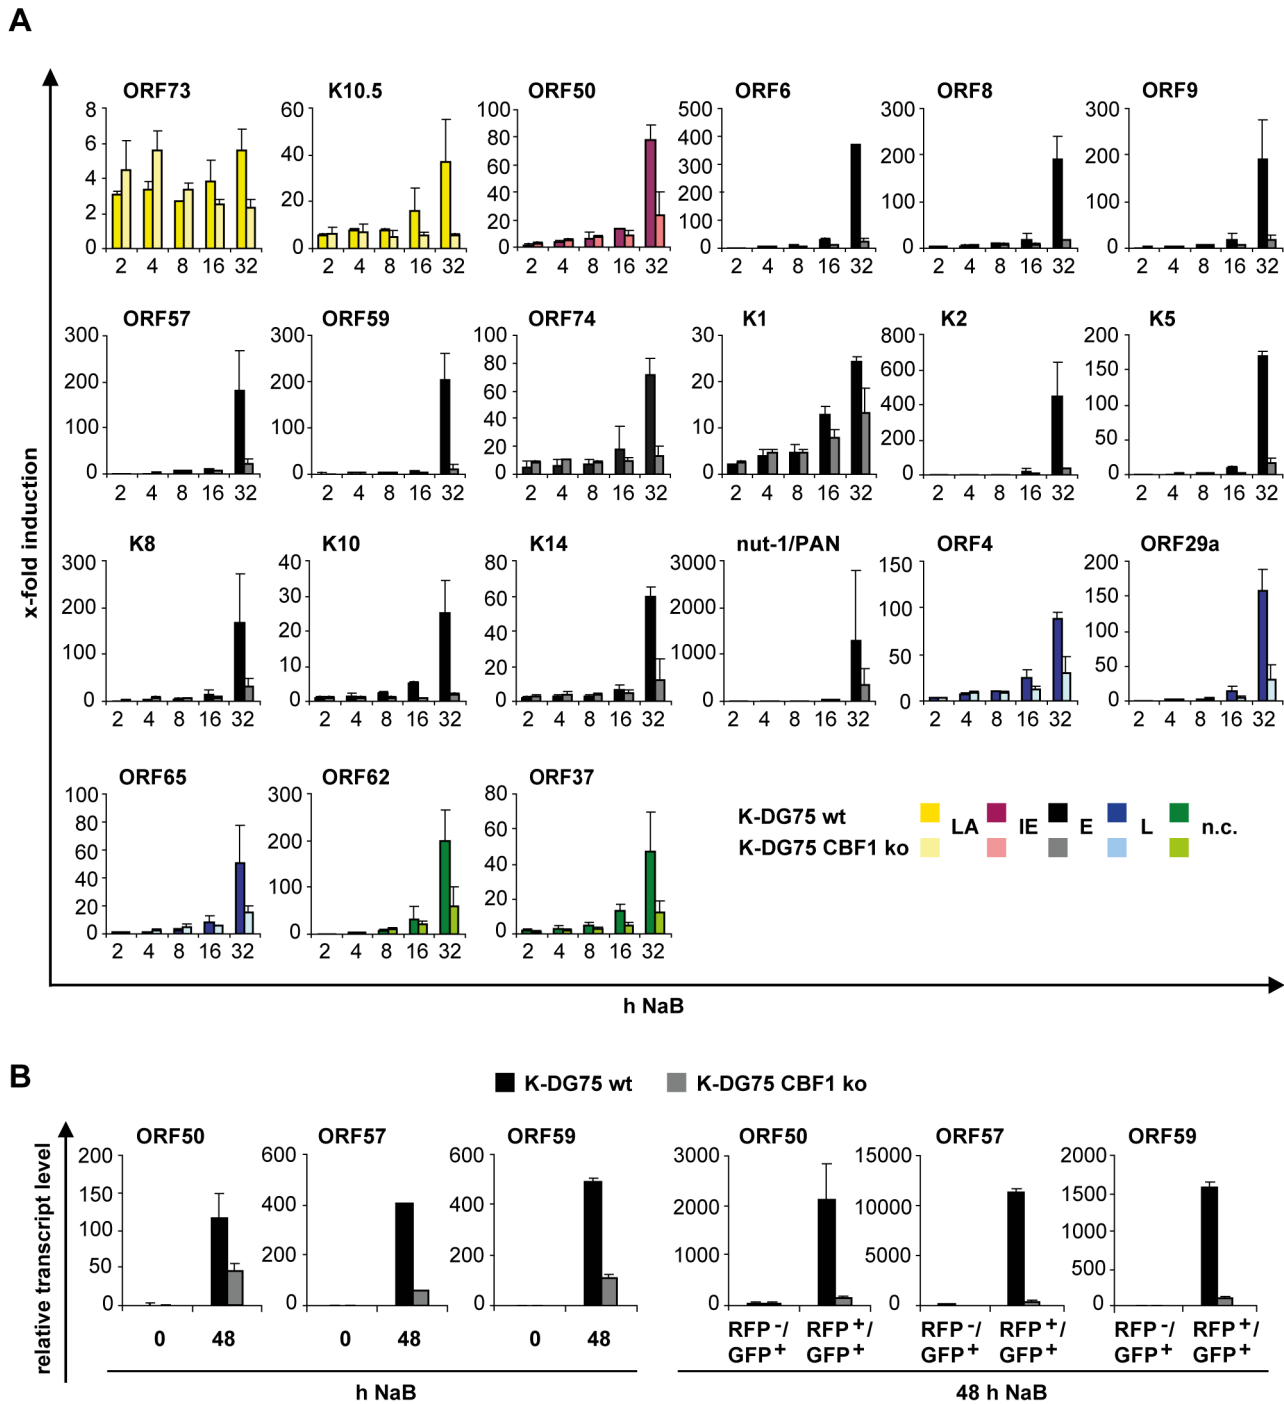 A
ORF73 K10.5 ORF50 ORF6 ORF8 ORF9
8 6 4 2 0
60 40 20 0
100 80 60 40 20 0
500 400 300 200 100 0
300 200 100 0
300 200 100 0
2 4 8 16 32 2 4 8 16 32 2 4 8 16 32 2 4 8 16 32 2 4 8 16 32 2 4 8 16 32
ORF57 ORF59 ORF74 K1 K2 K5
300 200 100 0
300 200 100 0
100 80 60 40 20 0
30 20 10 0
800 600 400 200 0
200 150 100 50 0
2 4 8 16 32 2 4 8 16 32 2 4 8 16 32 2 4 8 16 32 2 4 8 16 32 2 4 8 16 32
x-fold induction
K8 K10 K14 nut-1/PAN ORF4 ORF29a
300 200 100 0
40 30 20 10 0
80 60 40 20 0
3000 2000 1000 0
150 100 50 0
200 150 100 50 0
2 4 8 16 32 2 4 8 16 32 2 4 8 16 32 2 4 8 16 32 2 4 8 16 32 2 4 8 16 32
ORF65 ORF62 ORF37
100 80 60 40 20 0
300 200 100 0
80 60 40 20 0
2 4 8 16 32 2 4 8 16 32 2 4 8 16 32
K-DG75 wt
K-DG75 CBF1 ko
LA IE E L n.c.
h NaB
B
K-DG75 wt K-DG75 CBF1 ko
relative transcript level
ORF50 ORF57 ORF59 ORF50 ORF57 ORF59
200 150 100 50 0
600 400 200 0
600 400 200 0
3000 2000 1000 0
15000 10000 5000 0
2000 1500 1000 500 0
0 48 0 48 0 48
RFP-/ RFP+/ RFP-/ RFP+/ RFP-/ RFP+/
GFP+ GFP+ GFP+ GFP+ GFP+ GFP+
h NaB 48 h NaB